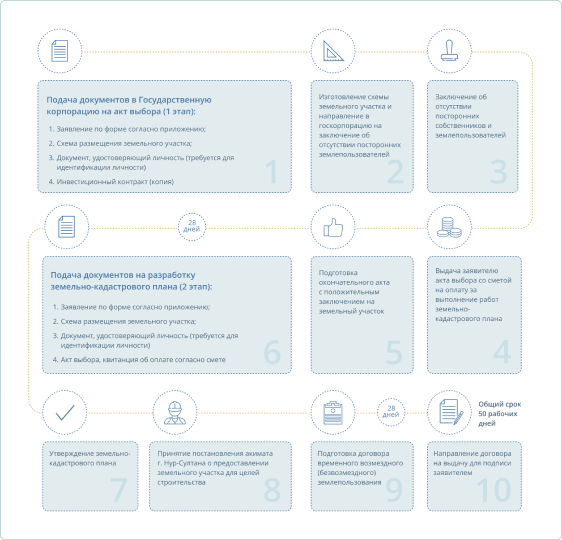 Подача документов в Государственную
корпорацию на акт выбора (1 этап):
1. Заявление по форме согласно приложению;
2. Схема размещения земельного участка;
3. Документ, удостоверяющий личность (требуется для
идентификации личности)
4. Инвестиционный контракт (копия)
1
Изготовление схемы
земельного участка и
направление в
госкорпорацию на
заключение об
отсутствии посторонних
землепользователей
2
Заключение об
отсутствии
посторонних
собственников и
землепользователей
3
28
дней
Подача документов на разработку
земельно-кадастрового плана (2 этап):
1. Заявление по форме согласно приложению;
2. Схема размещения земельного участка;
3. Документ, удостоверяющий личность (требуется для
идентификации личности)
4. Акт выбора, квитанция об оплате согласно смете
6
Подготовка
окончательного акта
с положительным
заключением на
земельный участок
5
Выдача заявителю
акта выбора со сметой
на оплату за
выполнение работ
земельно-
кадастрового плана
4
28
дней
Общий срок
50 рабочих
дней
Утверждение земельно-
кадастрового плана
7
Принятие постановления акимата
г. Нур-Султана о предоставлении
земельного участка для целей
строительства
8
Подготовка договора
временного возмездного
(безвозмездного)
землепользования
9
Направление договора
на выдачу для подписи
заявителем
10